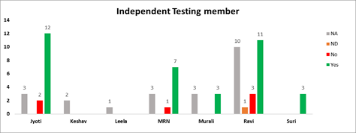 Independent Testing member
14
12
10
8
6
4
2
0
3 2 12
2
1
3 1 7
3 3
10 1 3 11
3
Jyoti Keshev Leela MRN Murali Ravi Suri
NA
ND
No
Yes